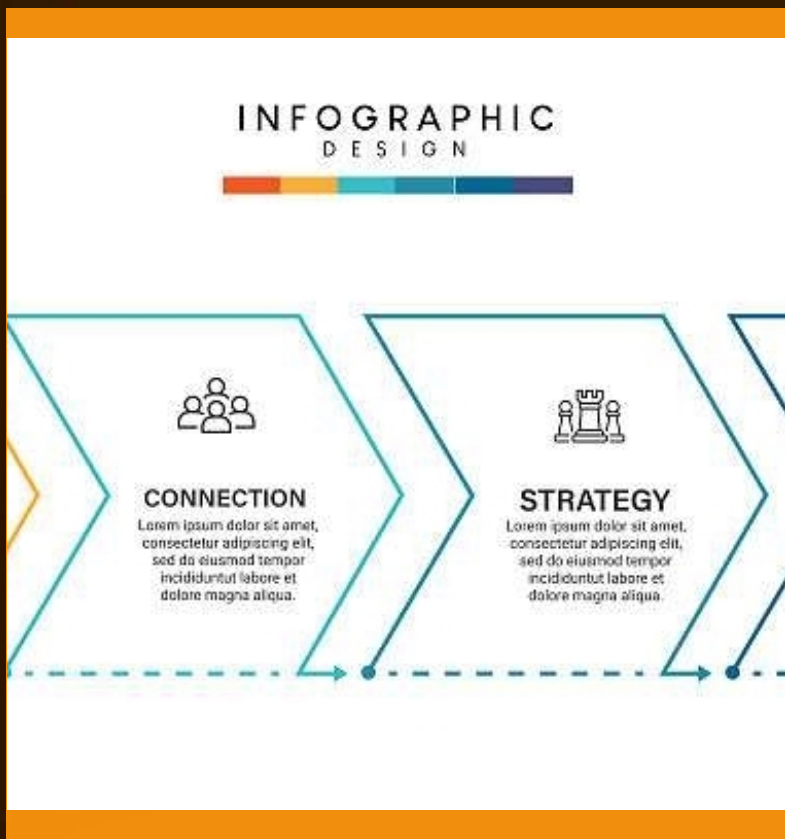 INFOGRAPHIC
DESIGN
CONNECTION
Lorem ipsum dolor sit amet,
consectetur adipiscing elit,
sed do eiusmod tempor
incididuntut labore et
dolore magna aliqua.
STRATEGY
Lorem ipsum dolor sit amet,
consectetur adipiscing elit,
sed do eiusmod tempor
incididuntut labore et
dolore magna aliqua.